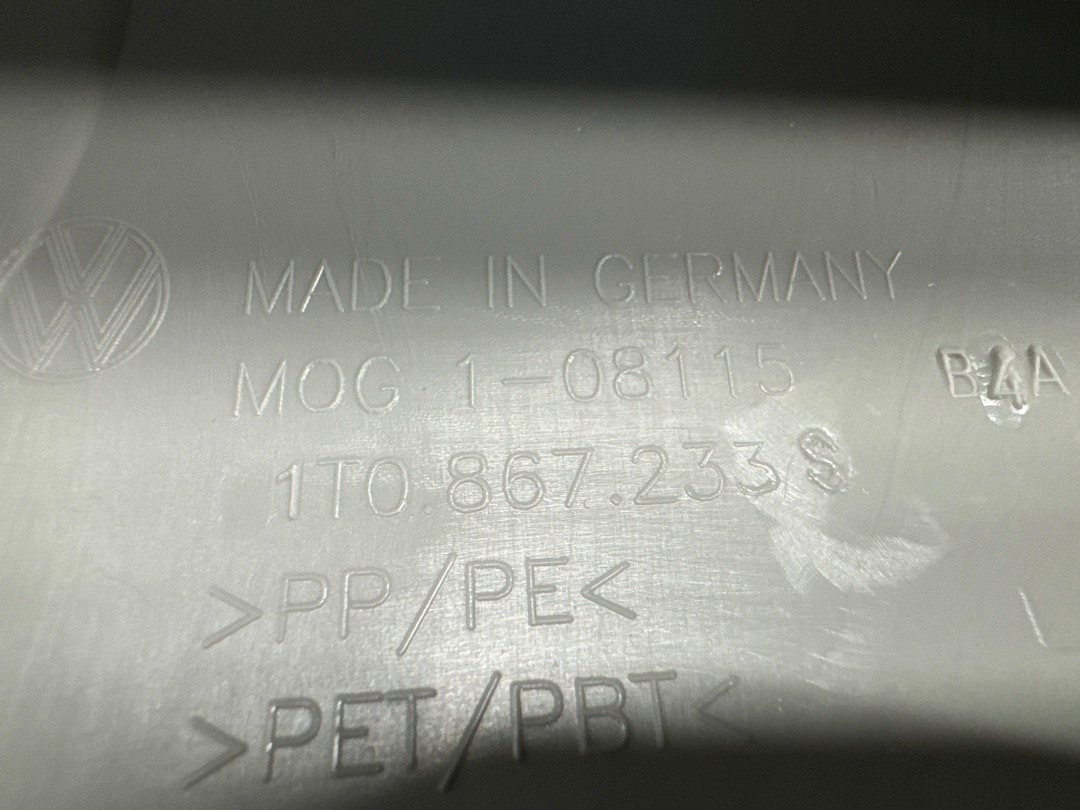 MADE IN GERMANY
MOG 1-08115
B4A
1T0.867.233 S
>PP/PE<
>PET/PBT<